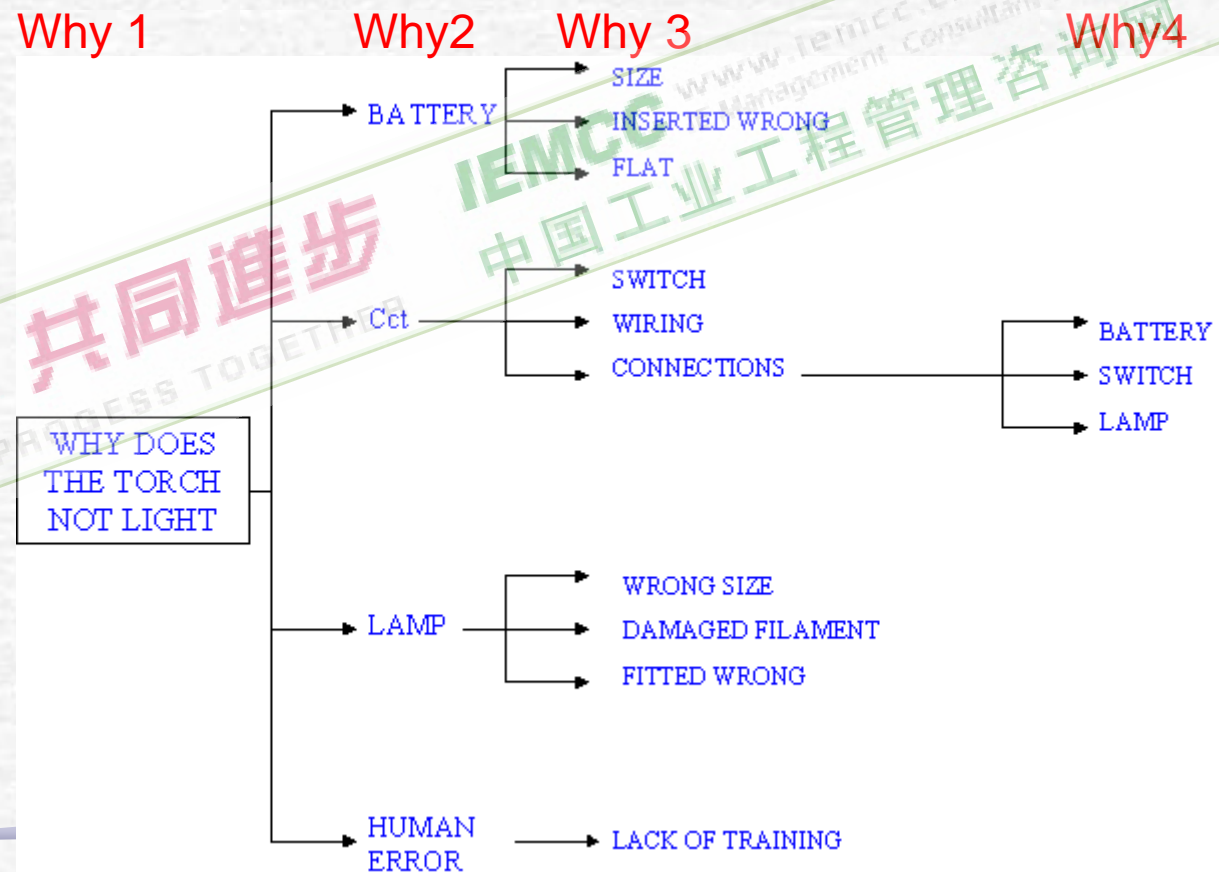 Why 1
Why2
Why 3
Why4
BATTERY
SIZE
INSERTED WRONG
FLAT
Cct
SWITCH
WIRING
CONNECTIONS
BATTERY
SWITCH
LAMP
WHY DOES
THE TORCH
NOT LIGHT
LAMP
WRONG SIZE
DAMAGED FILAMENT
FITTED WRONG
HUMAN
ERROR
LACK OF TRAINING
共同進步
PROGESS TOGETHER
IEMCC
中国工业工程管理咨询网